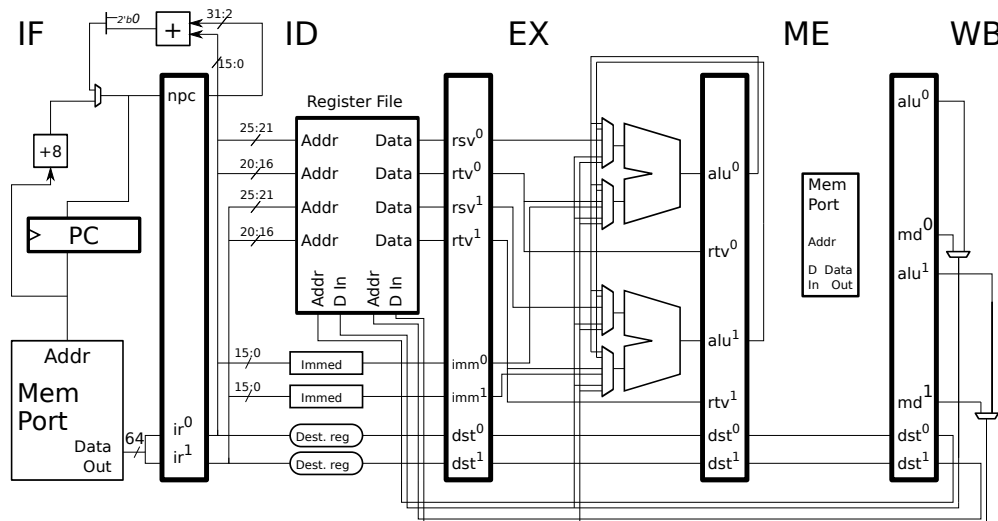 IF
ID
EX
ME
WB
2'b0
+
31:2
15:0
npc
+8
PC
Addr
Mem
Port
Data
Out
64
ir⁰
ir¹
Register File
25:21
Addr
Data
rsv⁰
20:16
Addr
Data
rtv⁰
25:21
Addr
Data
rsv¹
20:16
Addr
Data
rtv¹
Addr
D In
Addr
D In
15:0
Immed
imm⁰
15:0
Immed
imm¹
Dest. reg
dst⁰
Dest. reg
dst¹
alu⁰
rtv⁰
alu¹
rtv¹
dst⁰
dst¹
Mem
Port
Addr
D Data
In Out
alu⁰
md⁰
alu¹
md¹
dst⁰
dst¹